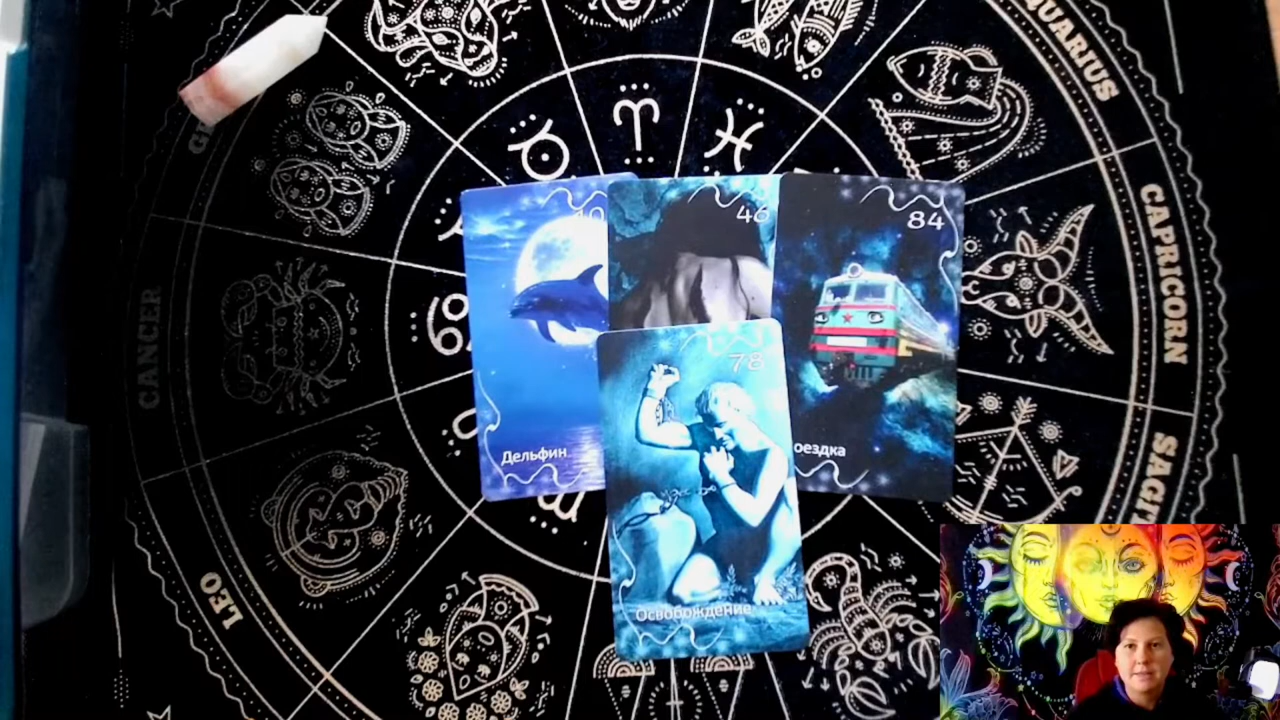 AQUARIUS
CAPRICORN
CANCER
LEO
46
84
Дельфин
оездка
78
Освобождение